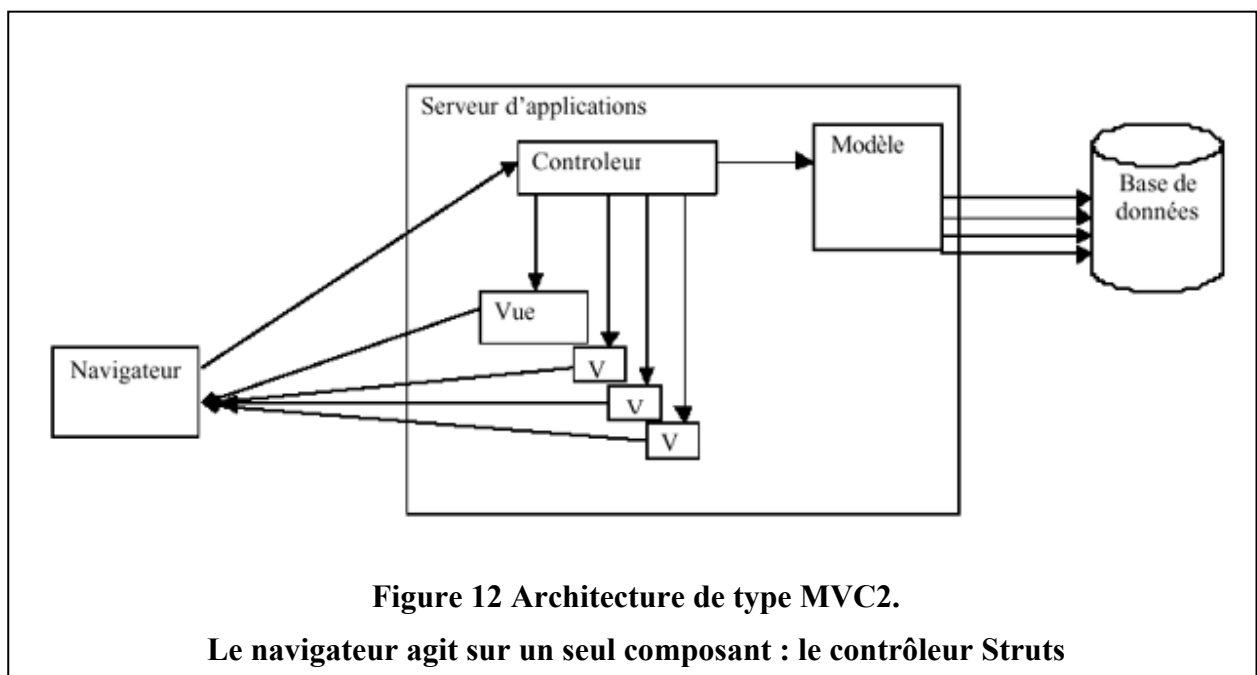 Serveur d'applications
Controleur
Modèle
Base de
données
Vue
Navigateur
V
V
V
Figure 12 Architecture de type MVC2.
Le navigateur agit sur un seul composant : le contrôleur Struts